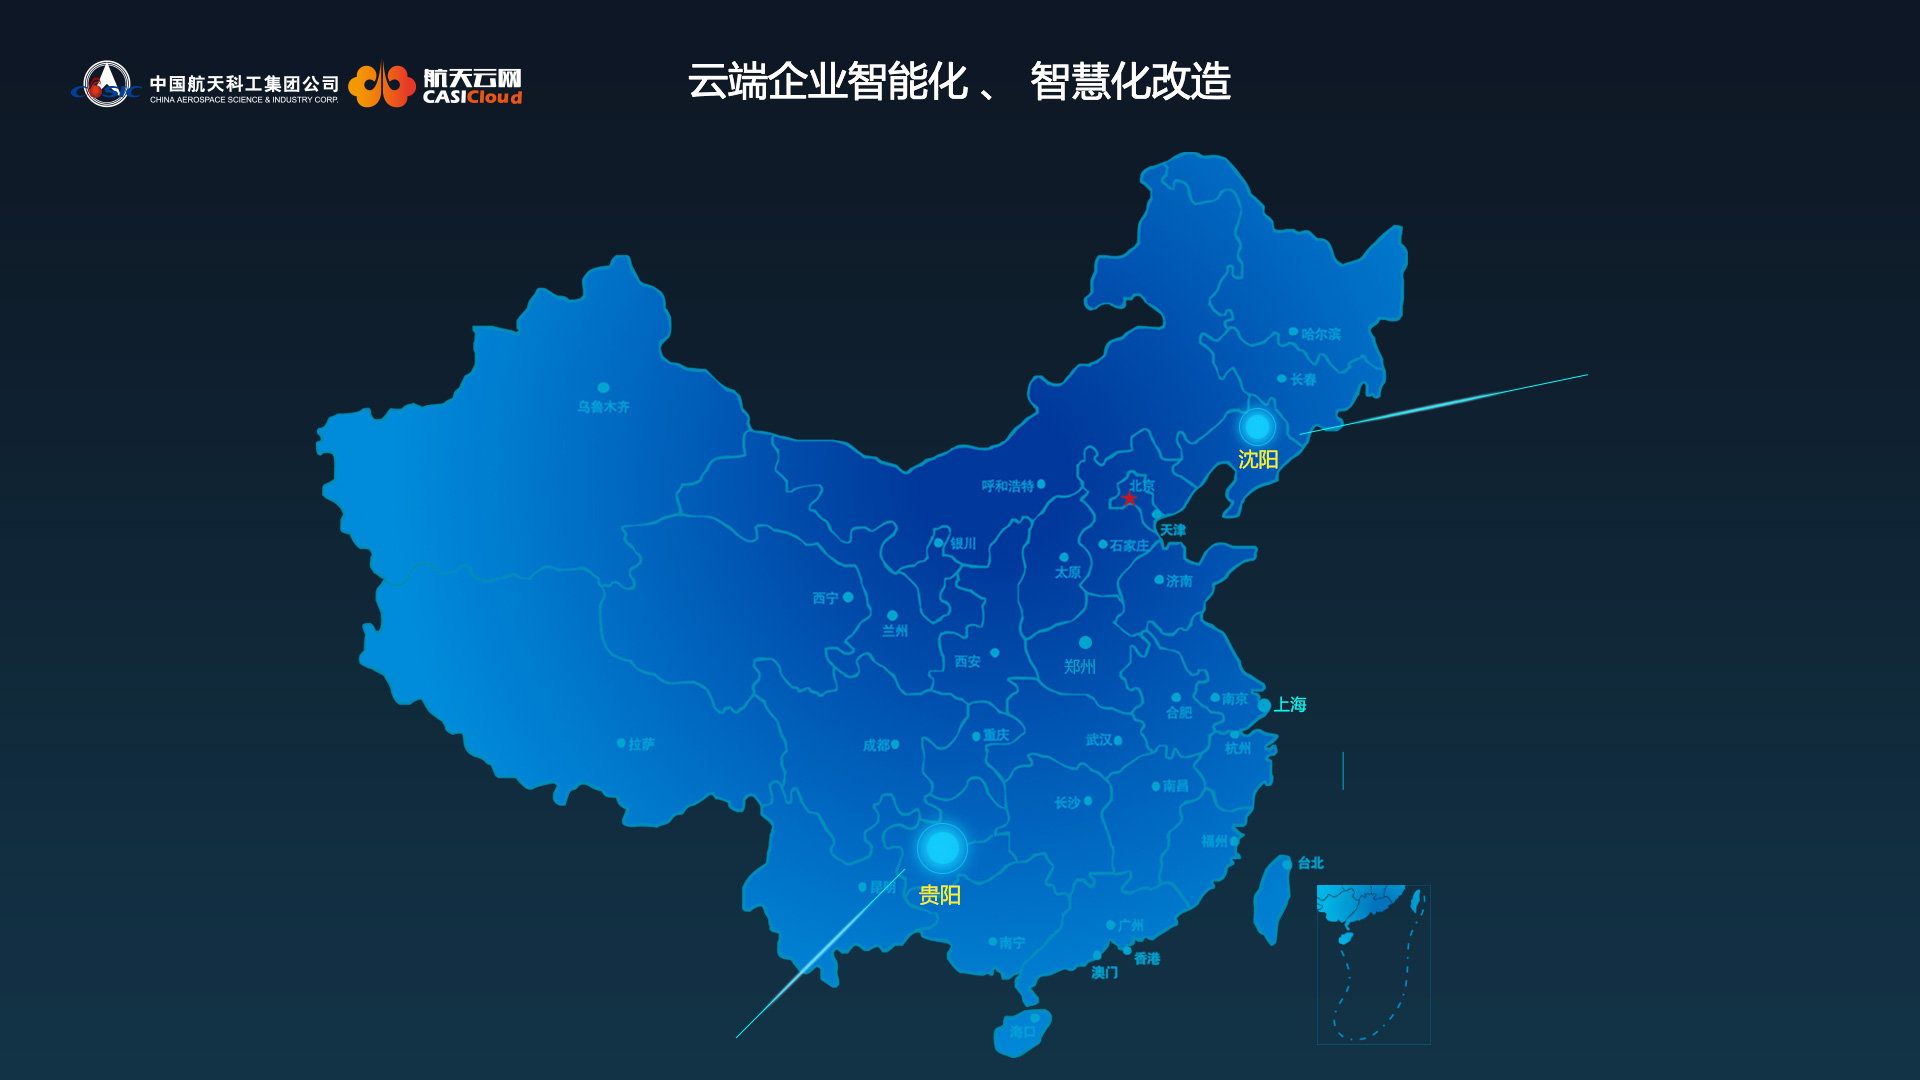 中国航天科工集团公司
CHINA AEROSPACE SCIENCE & INDUSTRY CORP.
航天云网
CASICloud
云端企业智能化 、 智慧化改造
哈尔滨
长春
乌鲁木齐
沈阳
呼和浩特
北京
天津
银川
石家庄
太原
济南
西宁
兰州
西安
郑州
南京
上海
合肥
拉萨
成都
重庆
武汉
杭州
南昌
长沙
福州
台北
昆明
贵阳
广州
南宁
香港
澳门
海口